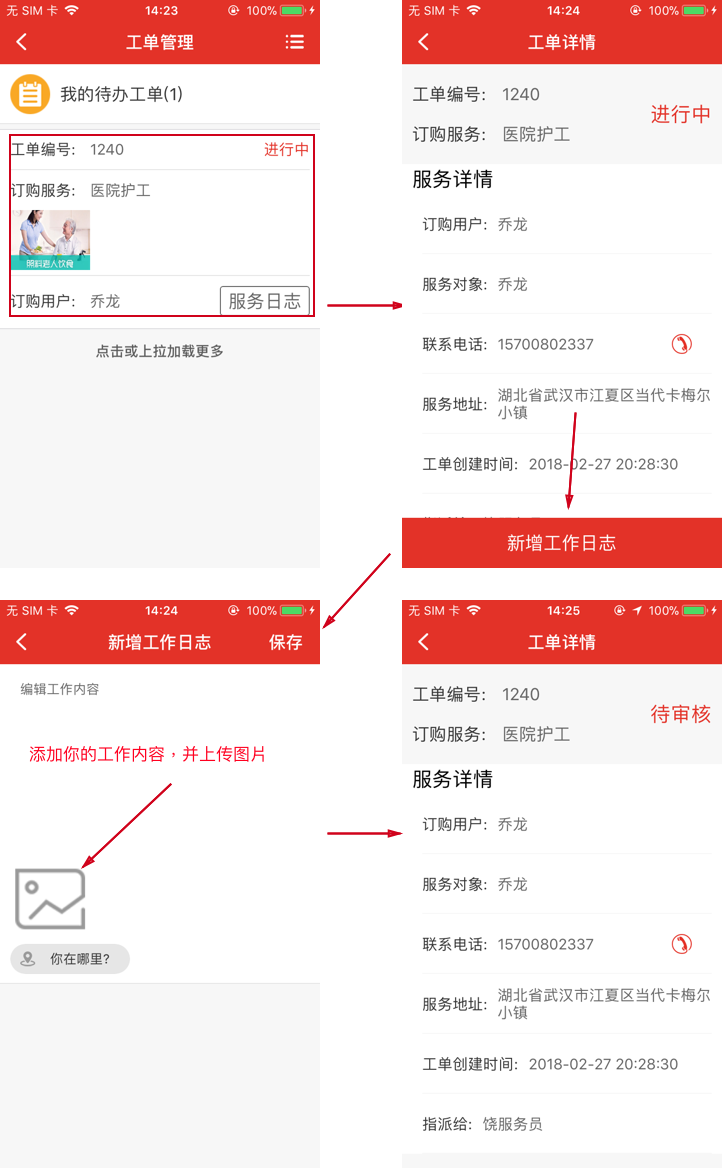 无 SIM 卡 14:23 100%
工单管理
我的待办工单(1)
工单编号: 1240 进行中
订购服务: 医院护工
照料老人饮食
订购用户: 乔龙 服务日志
点击或上拉加载更多
无 SIM 卡 14:24 100%
工单详情
工单编号: 1240
进行中
订购服务: 医院护工
服务详情
订购用户: 乔龙
服务对象: 乔龙
联系电话: 15700802337
服务地址: 湖北省武汉市江夏区当代卡梅尔
小镇
工单创建时间: 2018-02-27 20:28:30
新增工作日志
无 SIM 卡 14:24 100%
新增工作日志 保存
编辑工作内容
添加你的工作内容，并上传图片
你在哪里?
无 SIM 卡 14:25 100%
工单详情
工单编号: 1240
待审核
订购服务: 医院护工
服务详情
订购用户: 乔龙
服务对象: 乔龙
联系电话: 15700802337
服务地址: 湖北省武汉市江夏区当代卡梅尔
小镇
工单创建时间: 2018-02-27 20:28:30
指派给: 饶服务员